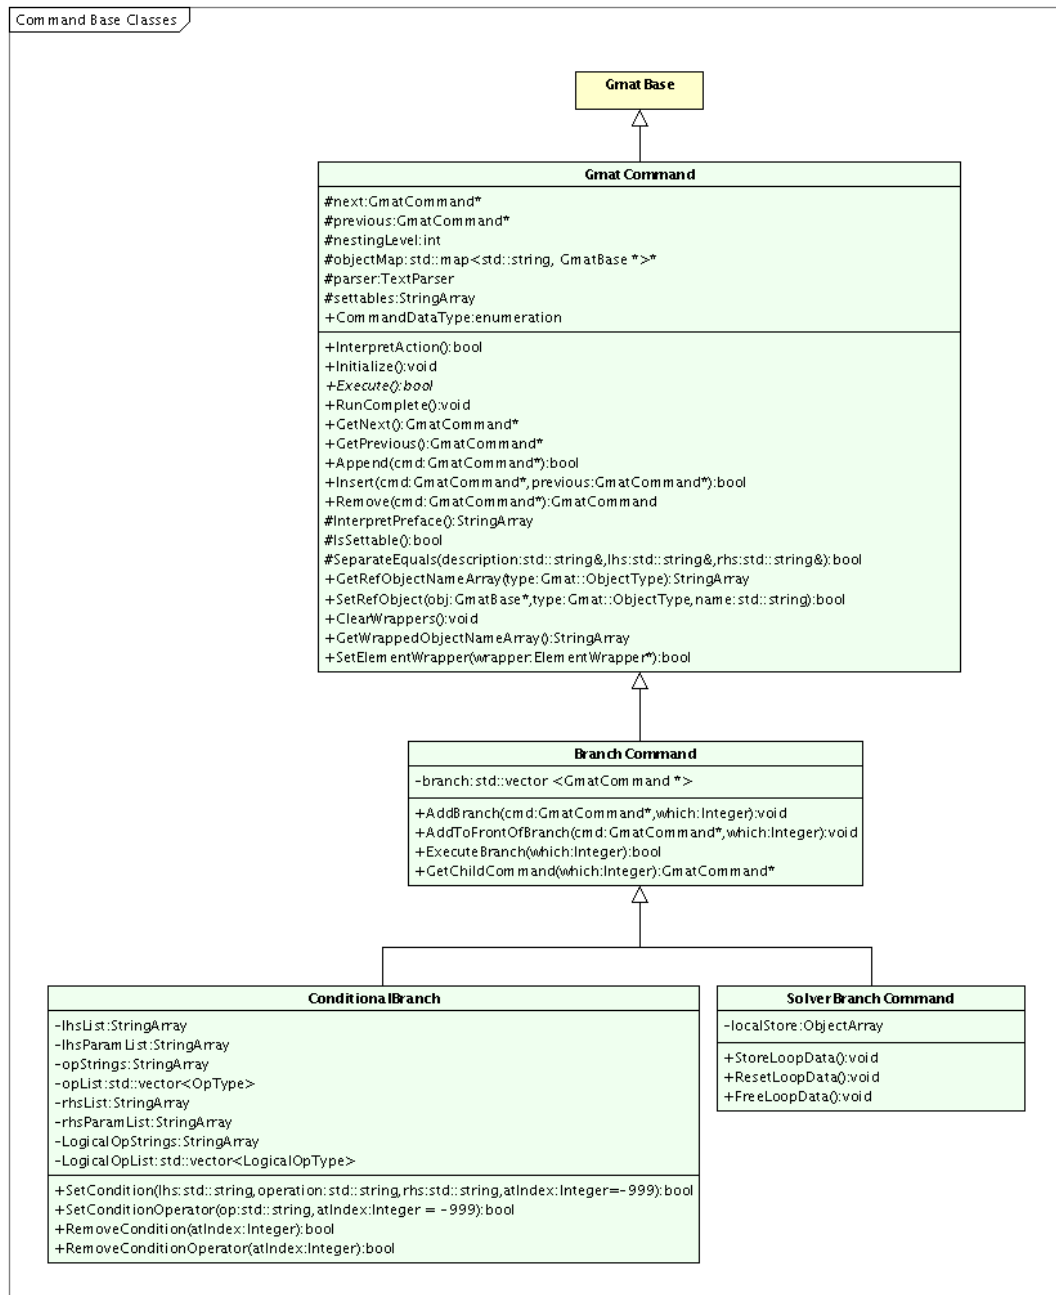 Command Base Classes
GmatBase
GmatCommand
#next:GmatCommand*
#previous:GmatCommand*
#nestingLevel:int
#objectMap:std::map<std::string, GmatBase *>*
#parser:TextParser
#settables:StringArray
+CommandDataType:enumeration
+InterpretAction():bool
+Initialize():void
+Execute():bool
+RunComplete():void
+GetNext():GmatCommand*
+GetPrevious():GmatCommand*
+Append(cmd:GmatCommand*):bool
+Insert(cmd:GmatCommand*,previous:GmatCommand*):bool
+Remove(cmd:GmatCommand*):GmatCommand
#InterpretPreface():StringArray
#IsSettable():bool
#SeparateEquals(description:std::string&,lhs:std::string&,rhs:std::string&):bool
+GetRefObjectNameArray(type:Gmat::ObjectType):StringArray
+SetRefObject(obj:GmatBase*,type:Gmat::ObjectType,name:std::string):bool
+ClearWrappers():void
+GetWrappedObjectNameArray():StringArray
+SetElementWrapper(wrapper:ElementWrapper*):bool
BranchCommand
-branch:std::vector <GmatCommand *>
+AddBranch(cmd:GmatCommand*,which:Integer):void
+AddToFrontOfBranch(cmd:GmatCommand*,which:Integer):void
+ExecuteBranch(which:Integer):bool
+GetChildCommand(which:Integer):GmatCommand*
ConditionalBranch
-lhsList:StringArray
-lhsParamList:StringArray
-opStrings:StringArray
-opList:std::vector<OpType>
-rhsList:StringArray
-rhsParamList:StringArray
-LogicalOpStrings:StringArray
-LogicalOpList:std::vector<LogicalOpType>
+SetCondition(lhs:std::string,operation:std::string,rhs:std::string,atIndex:Integer=-999):bool
+SetConditionOperator(op:std::string,atIndex:Integer = -999):bool
+RemoveCondition(atIndex:Integer):bool
+RemoveConditionOperator(atIndex:Integer):bool
SolverBranchCommand
-localStore:ObjectArray
+StoreLoopData():void
+ResetLoopData():void
+FreeLoopData():void